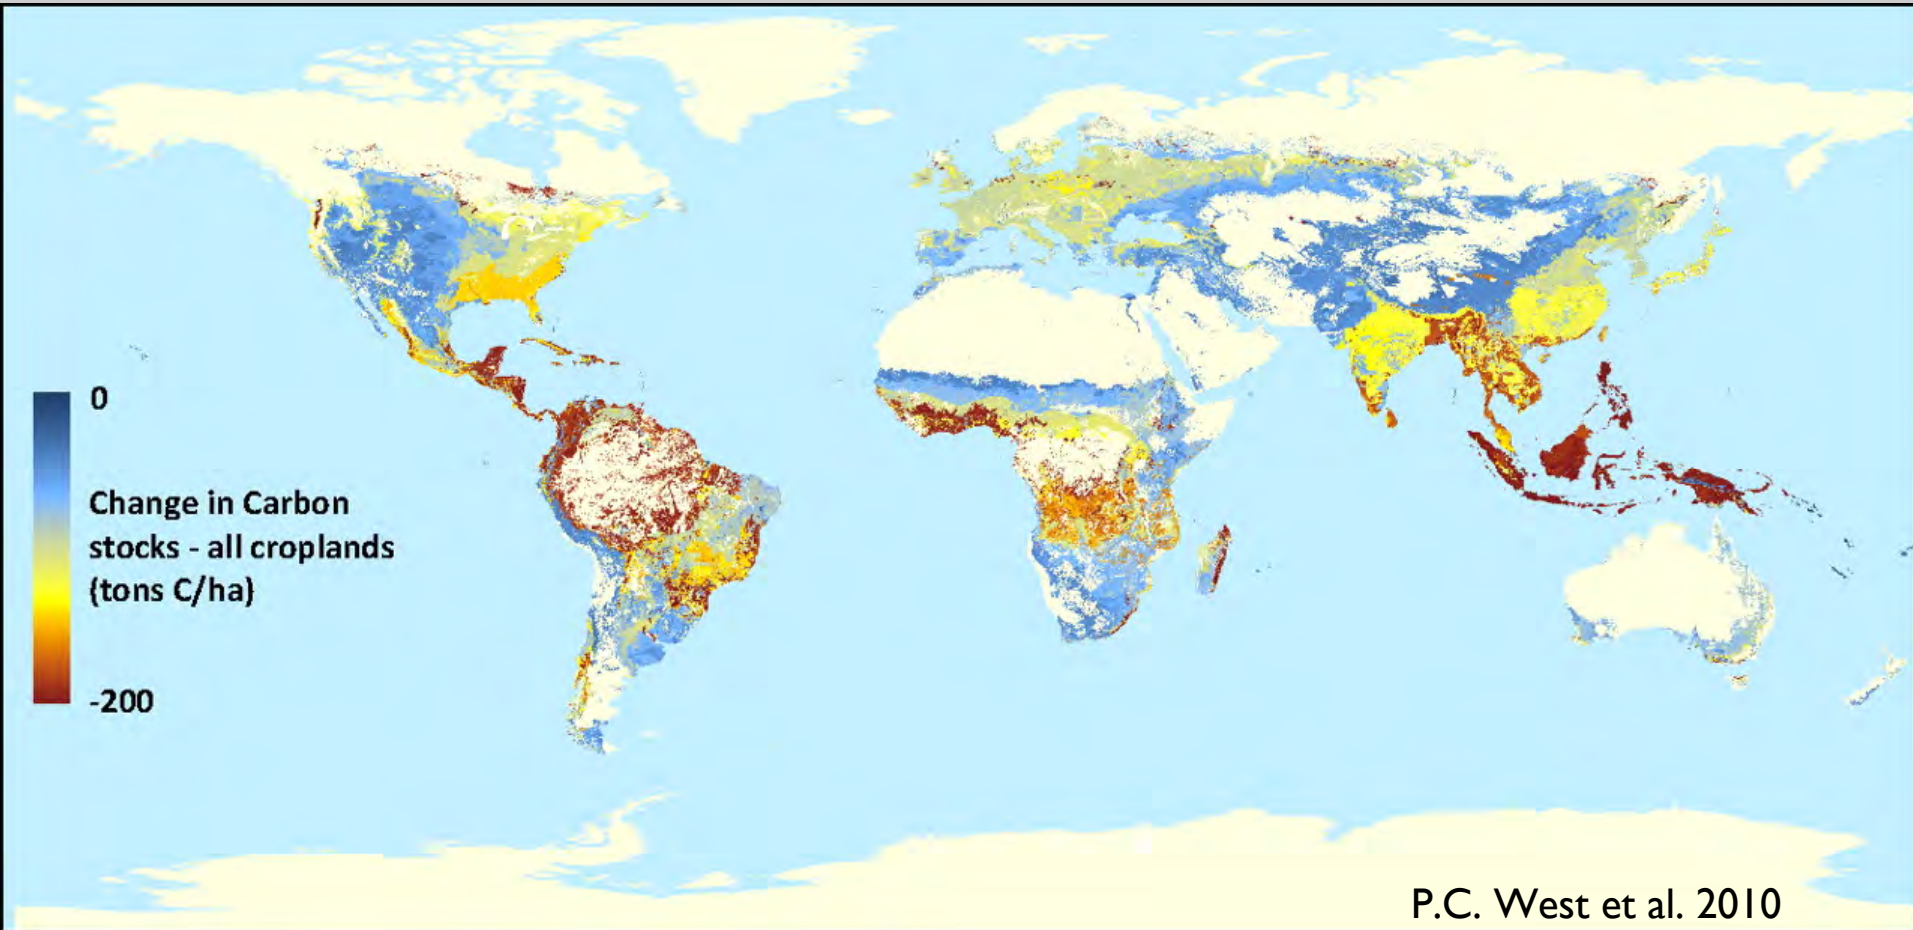 0
Change in Carbon
stocks - all croplands
(tons C/ha)
-200
P.C. West et al. 2010